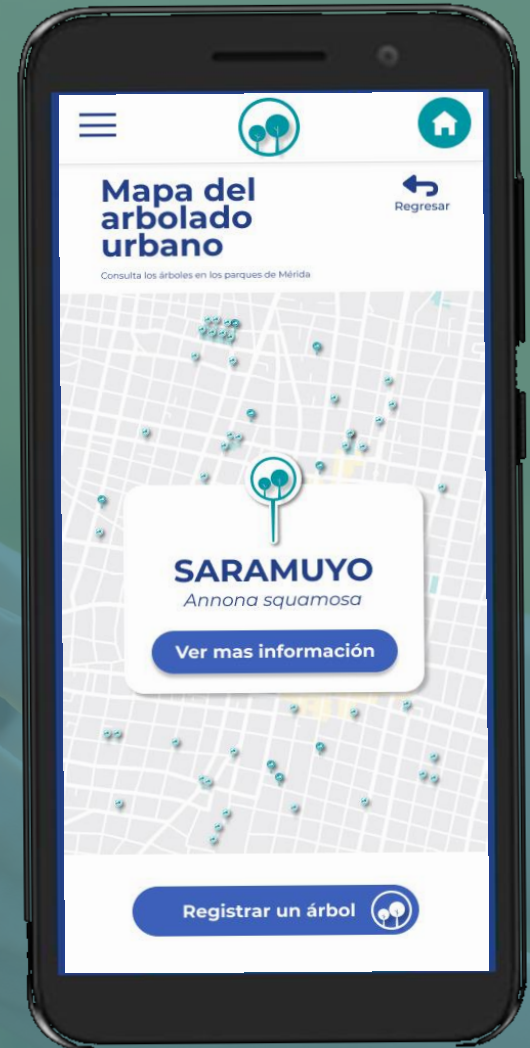 Mapa del
arbolado
urbano
Regresar
Consulta los árboles en los parques de Mérida
SARAMUYO
Annona squamosa
Ver mas información
Registrar un árbol